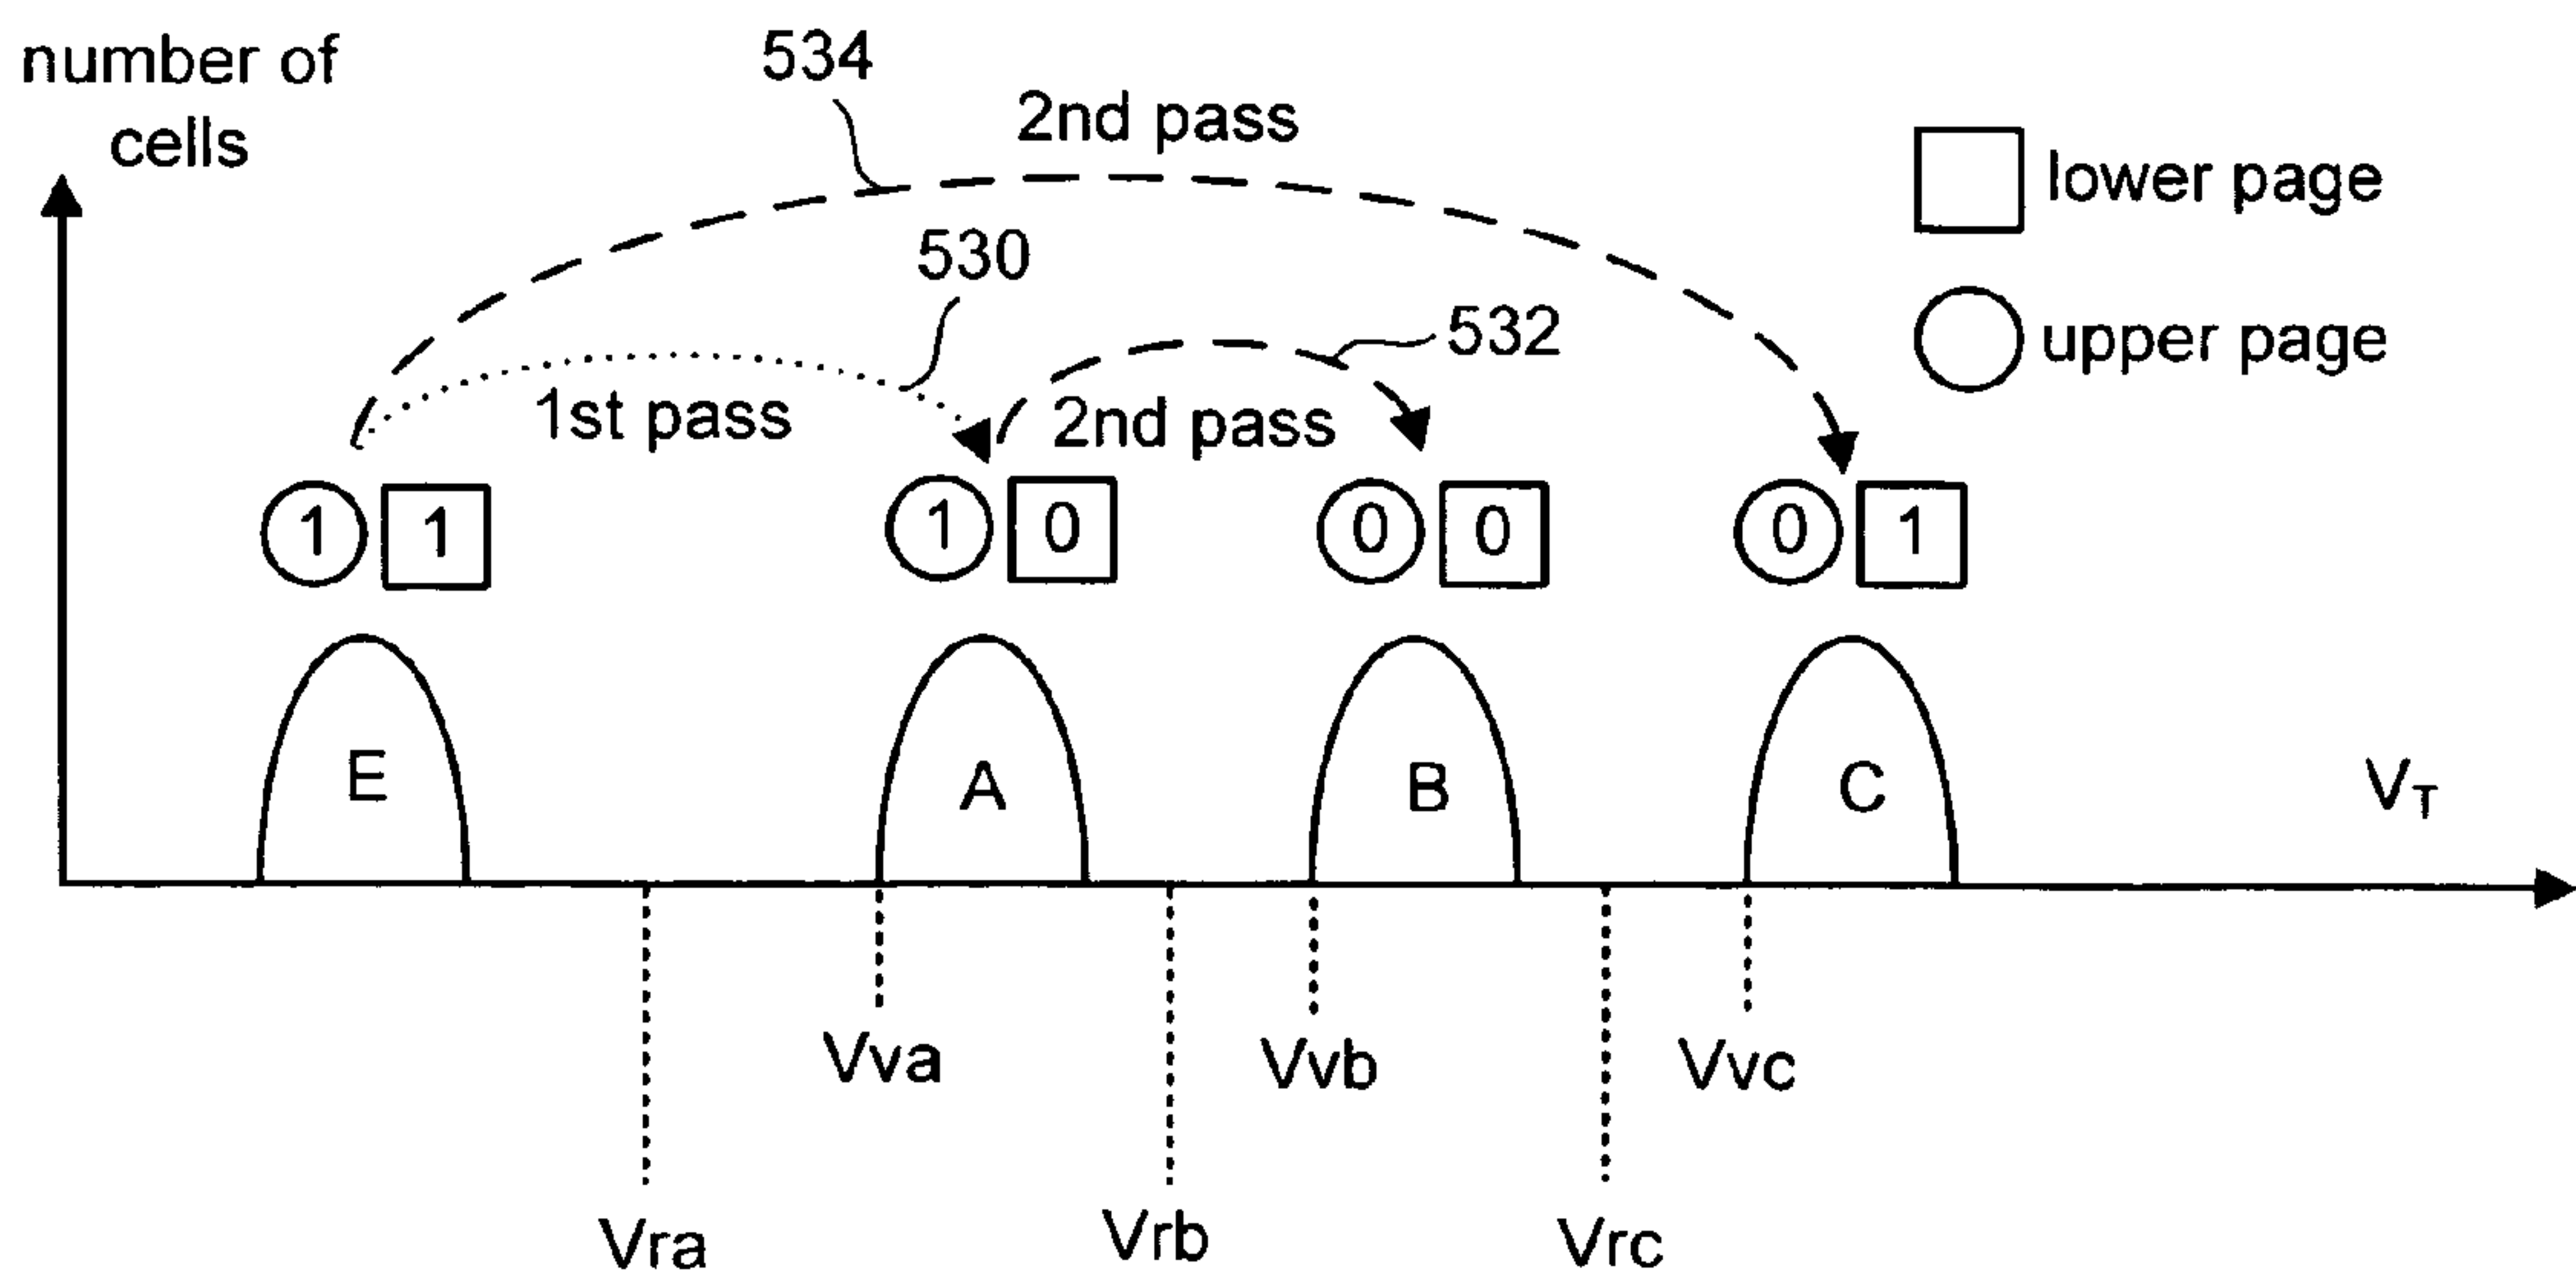 number of
cells
534
2nd pass
lower page
530
upper page
532
1st pass
2nd pass
1 1
1 0
0 0
0 1
E
A
B
C
VT
Vva
Vvb
Vvc
Vra
Vrb
Vrc